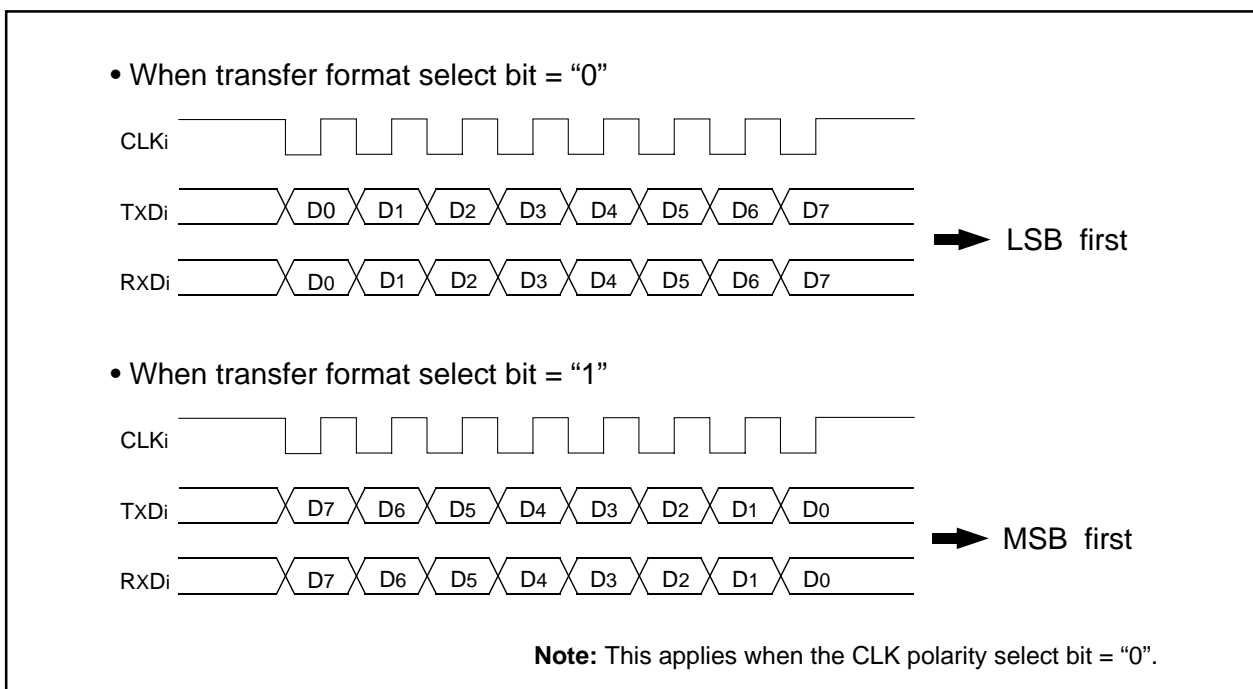 • When transfer format select bit = “0”
CLKi
TXDi D0 D1 D2 D3 D4 D5 D6 D7
LSB first
RXDi D0 D1 D2 D3 D4 D5 D6 D7
• When transfer format select bit = “1”
CLKi
TXDi D7 D6 D5 D4 D3 D2 D1 D0
MSB first
RXDi D7 D6 D5 D4 D3 D2 D1 D0
Note: This applies when the CLK polarity select bit = “0”.